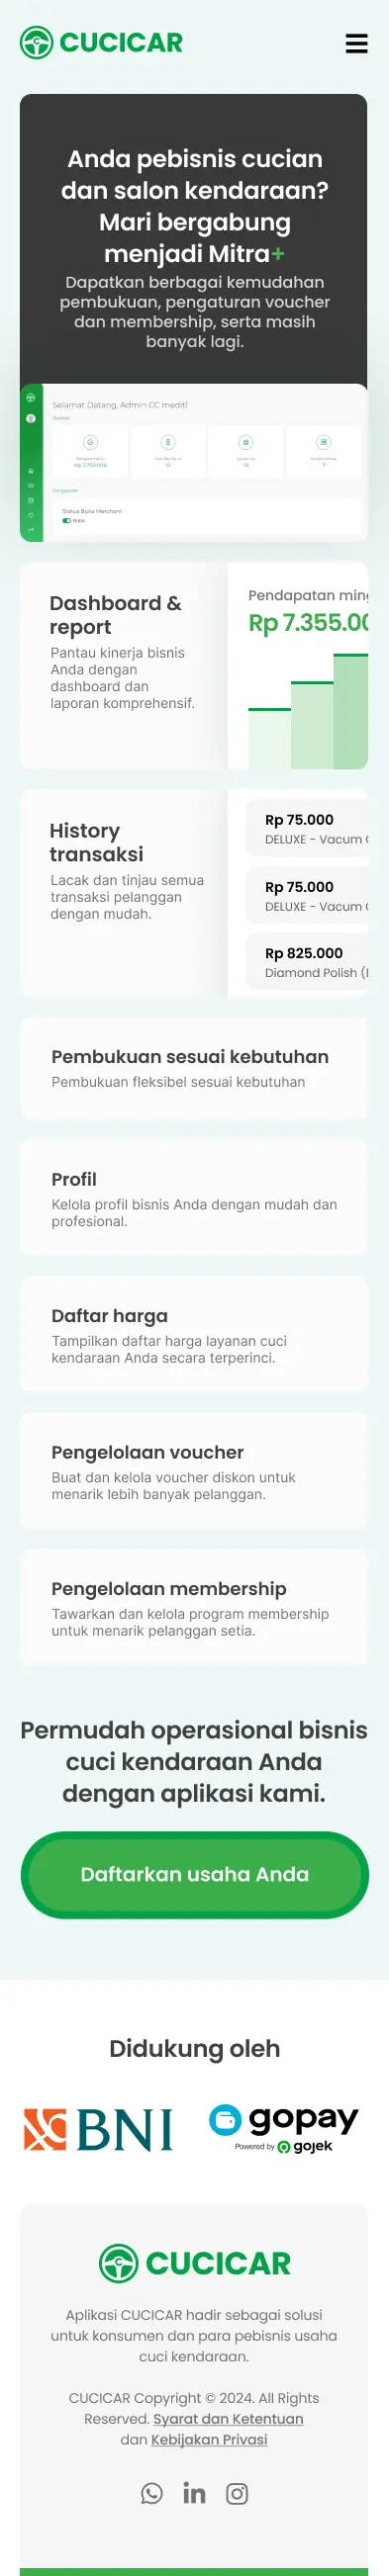 CUCICAR
Anda pebisnis cucian
dan salon kendaraan?
Mari bergabung
menjadi Mitra+
Dapatkan berbagai kemudahan
pembukuan, pengaturan voucher
dan membership, serta masih
banyak lagi.
Selamat Datang, Admin CC medit!
Rp 2.750.000
12
16
7
Status Buka Merchant
BUKA
Dashboard &
report
Pantau kinerja bisnis
Anda dengan
dashboard dan
laporan komprehensif.
Pendapatan ming
Rp 7.355.00
History
transaksi
Lacak dan tinjau semua
transaksi pelanggan
dengan mudah.
Rp 75.000
DELUXE - Vacum
Rp 75.000
DELUXE - Vacum
Rp 825.000
Diamond Polish (
Pembukuan sesuai kebutuhan
Pembukuan fleksibel sesuai kebutuhan
Profil
Kelola profil bisnis Anda dengan mudah dan
profesional.
Daftar harga
Tampilkan daftar harga layanan cuci
kendaraan Anda secara terperinci.
Pengelolaan voucher
Buat dan kelola voucher diskon untuk
menarik lebih banyak pelanggan.
Pengelolaan membership
Tawarkan dan kelola program membership
untuk menarik pelanggan setia.
Permudah operasional bisnis
cuci kendaraan Anda
dengan aplikasi kami.
Daftarkan usaha Anda
Didukung oleh
BNI
gopay
Powered by gojek
CUCICAR
Aplikasi CUCICAR hadir sebagai solusi
untuk konsumen dan para pebisnis usaha
cuci kendaraan.
CUCICAR Copyright © 2024. All Rights
Reserved. Syarat dan Ketentuan
dan Kebijakan Privasi